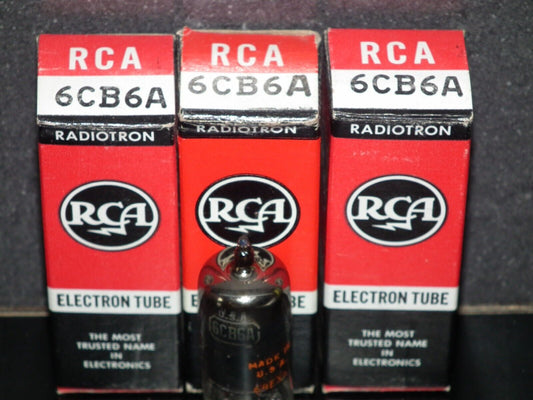 RCA
6CB6A
RADIOTRON
RCA
ELECTRON TUBE
THE MOST
TRUSTED NAME
IN
ELECTRONICS
RCA
6CB6A
RADIOTRON
RCA
RCA
6CB6A
RADIOTRON
RCA
ELECTRON TUBE
THE MOST
TRUSTED NAME
IN
ELECTRONICS
U.S.A
6CB6A
MADE
U.S.A